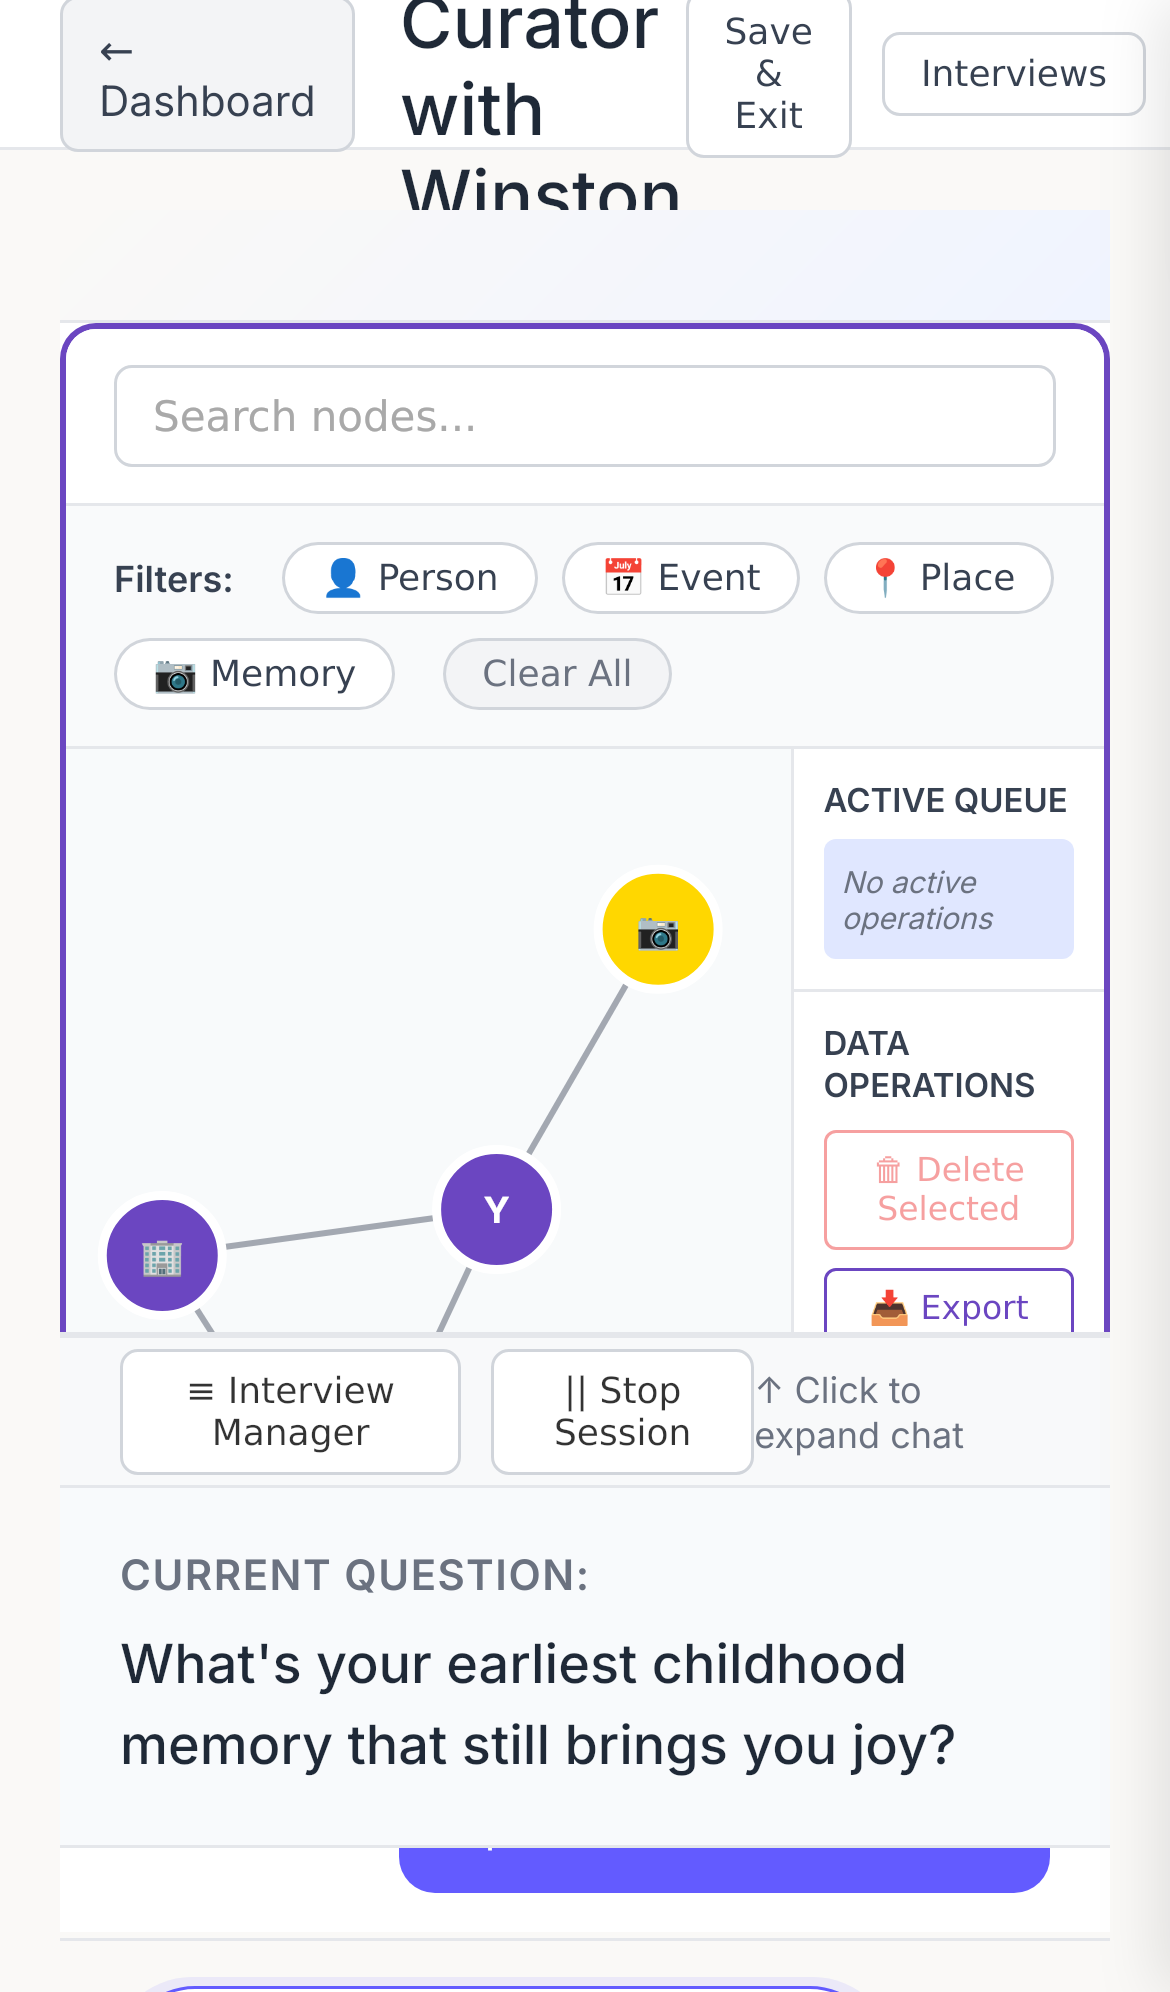 ←
Dashboard
Curator
with
Winston
Save
&
Exit
Interviews
Search nodes...
Filters:
👤 Person
📅 Event
📍 Place
📷 Memory
Clear All
ACTIVE QUEUE
No active
operations
DATA
OPERATIONS
🗑 Delete
Selected
📥 Export
Y
≡ Interview
Manager
|| Stop
Session
↑ Click to
expand chat
CURRENT QUESTION:
What's your earliest childhood
memory that still brings you joy?